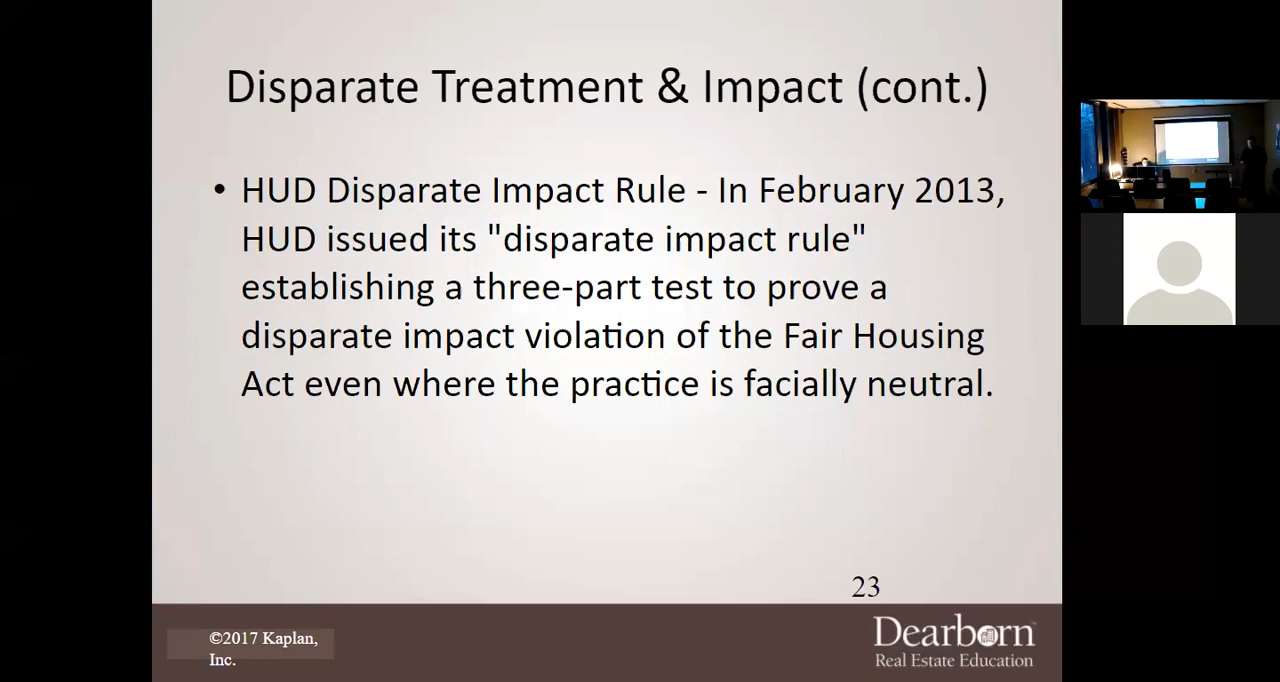 Disparate Treatment & Impact (cont.)
• HUD Disparate Impact Rule - In February 2013,
HUD issued its "disparate impact rule"
establishing a three-part test to prove a
disparate impact violation of the Fair Housing
Act even where the practice is facially neutral.
23
©2017 Kaplan,
Inc.
Dearborn™
Real Estate Education